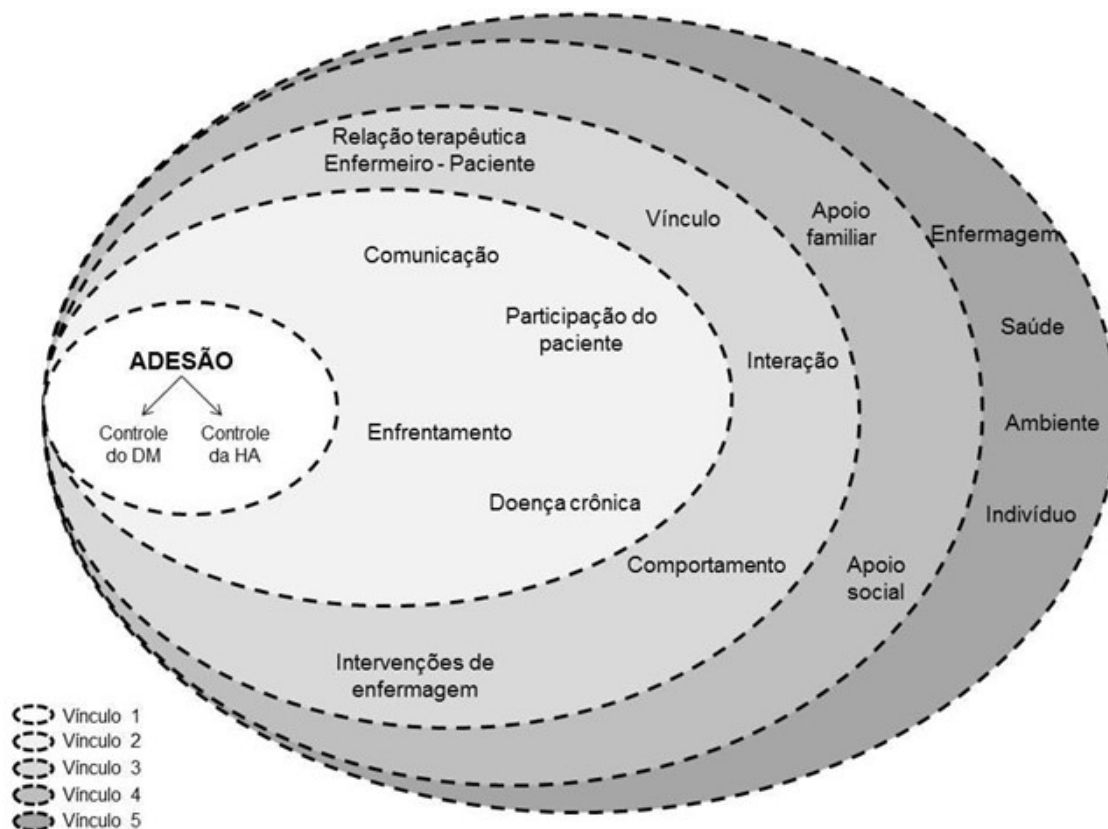 Relação terapêutica
Enfermeiro - Paciente
Vínculo
Apoio
familiar
Enfermagem
Comunicação
Participação do
paciente
Saúde
ADESÃO
Interação
Controle
do DM
Controle
da HA
Enfrentamento
Ambiente
Doença crônica
Indivíduo
Comportamento
Apoio
social
Intervenções de
enfermagem
Vínculo 1
Vínculo 2
Vínculo 3
Vínculo 4
Vínculo 5